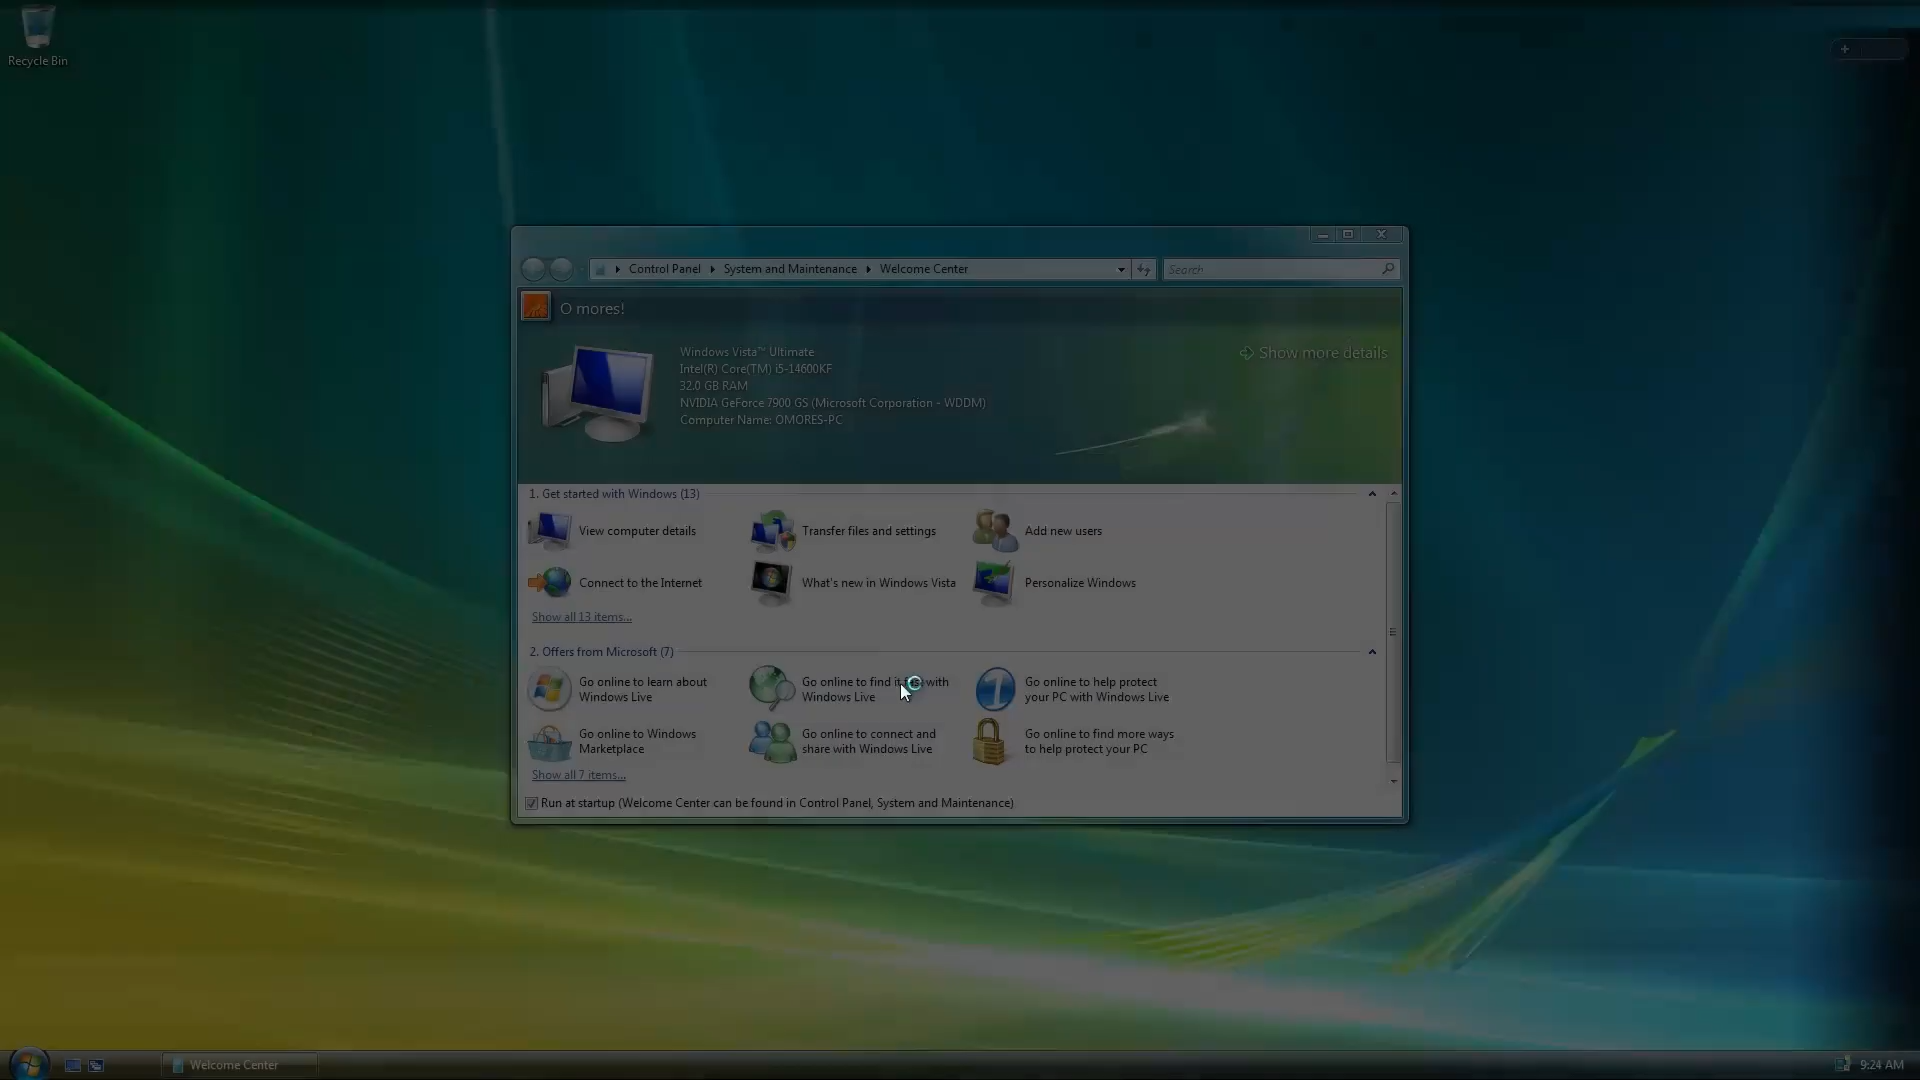 Recycle Bin
Control Panel
System and Maintenance
Welcome Center
Search
O mores!
Windows Vista™ Ultimate
Show more details
Intel(R) Core(TM) i5-14600KF
32.0 GB RAM
NVIDIA GeForce 7900 GS (Microsoft Corporation - WDDM)
Computer Name: OMORES-PC
1. Get started with Windows (13)
View computer details
Transfer files and settings
Add new users
Connect to the Internet
What's new in Windows Vista
Personalize Windows
Show all 13 items...
2. Offers from Microsoft (7)
Go online to learn about
Windows Live
Go online to find it with
Windows Live
Go online to help protect
your PC with Windows Live
Go online to Windows
Marketplace
Go online to connect and
share with Windows Live
Go online to find more ways
to help protect your PC
Show all 7 items...
Run at startup (Welcome Center can be found in Control Panel, System and Maintenance)
Welcome Center
9:24 AM